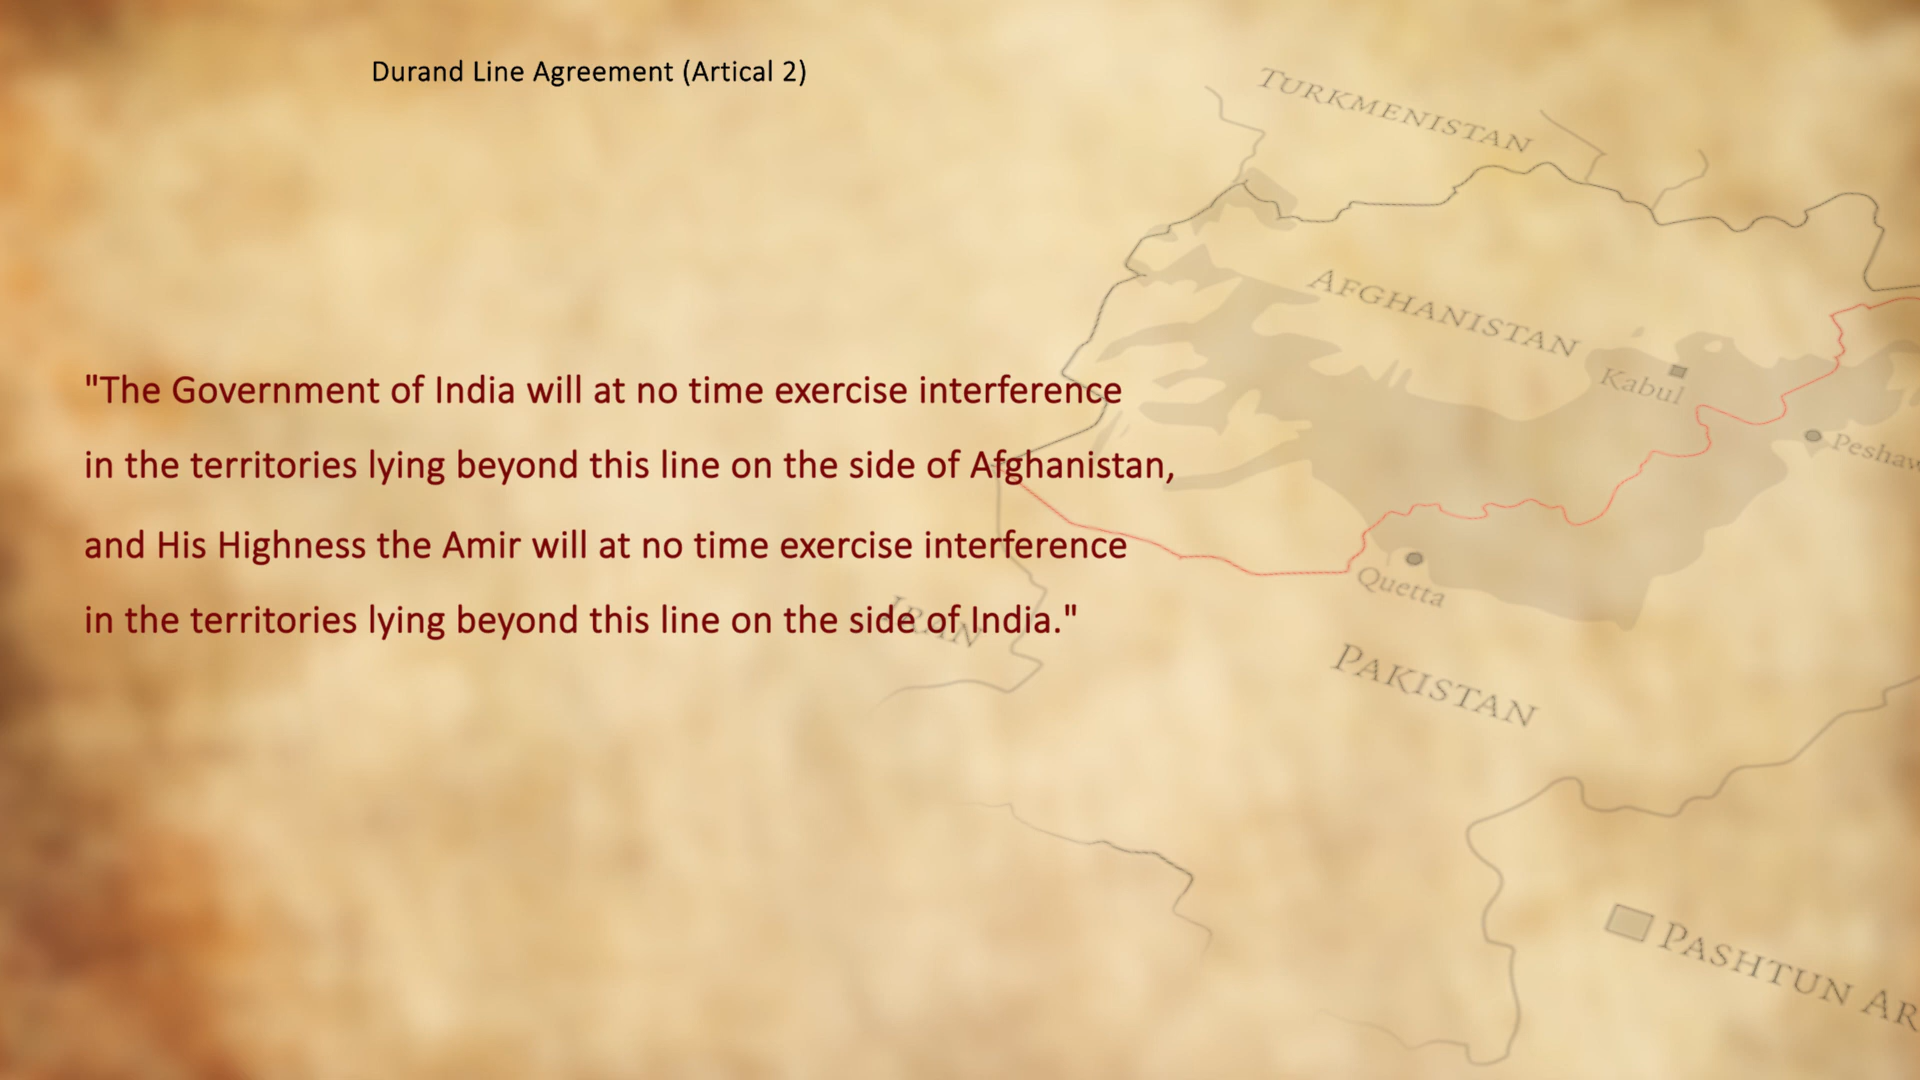 Durand Line Agreement (Artical 2)
TURKMENISTAN
AFGHANISTAN
Kabul
"The Government of India will at no time exercise interference
in the territories lying beyond this line on the side of Afghanistan,
and His Highness the Amir will at no time exercise interference
in the territories lying beyond this line on the side of India."
Peshaw
Quetta
IRAN
PAKISTAN
PASHTUN AR